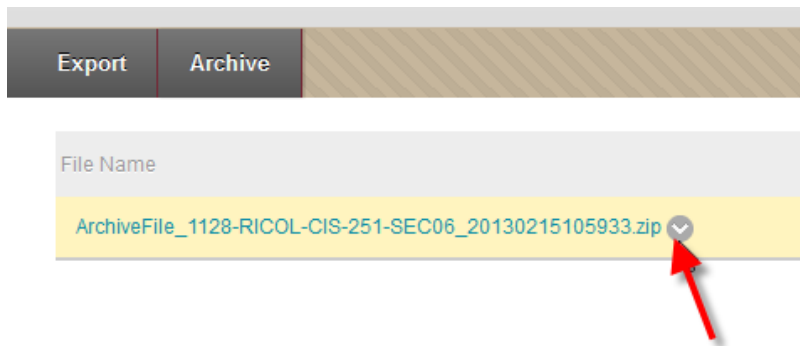 Export Archive
File Name
ArchiveFile_1128-RICOL-CIS-251-SEC06_20130215105933.zip